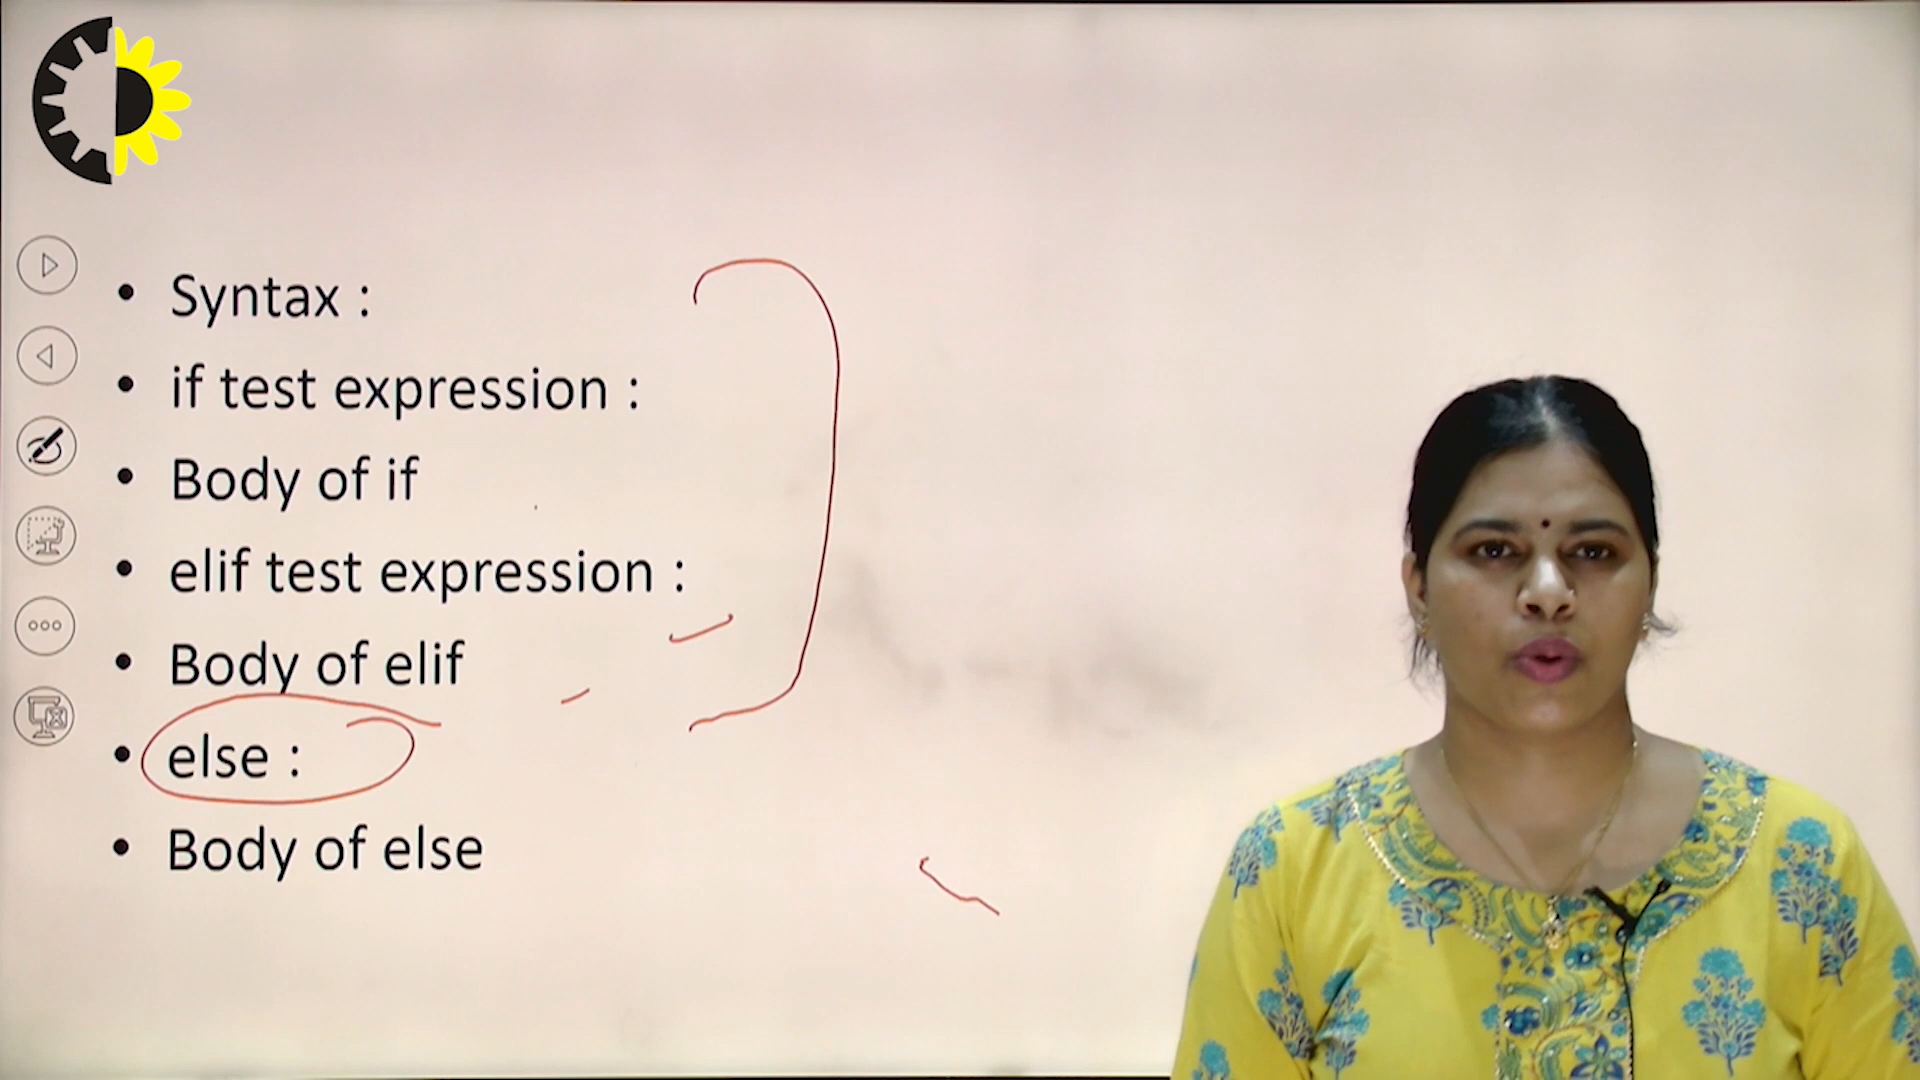 • Syntax :
• if test expression :
• Body of if
• elif test expression :
• Body of elif
• else :
• Body of else